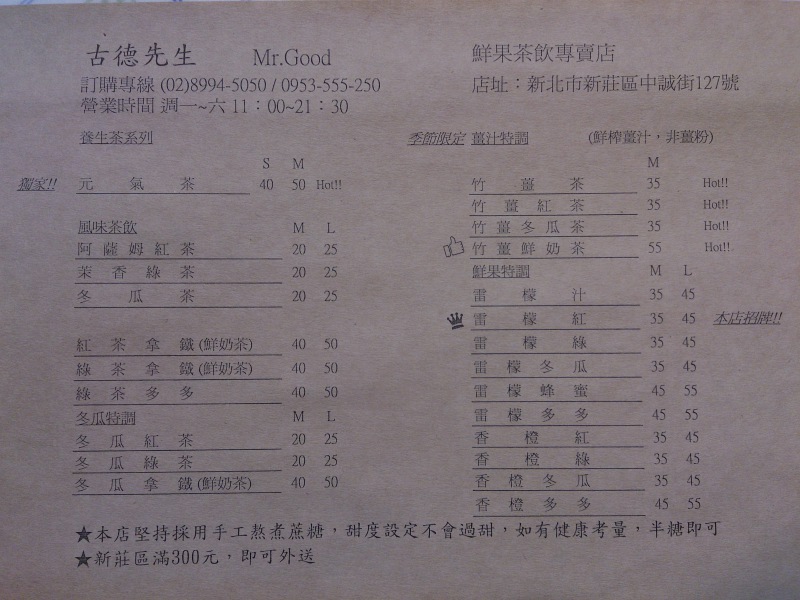 古德先生 Mr.Good
訂購專線 (02)8994-5050 / 0953-555-250
營業時間 週一~六 11：00~21：30
鮮果茶飲專賣店
店址：新北市新莊區中誠街127號
養生茶系列
S M
獨家!! 元氣茶 40 50 Hot!!
風味茶飲 M L
阿薩姆紅茶 20 25
茉香綠茶 20 25
冬瓜茶 20 25
紅茶拿鐵(鮮奶茶) 40 50
綠茶拿鐵(鮮奶茶) 40 50
綠茶多多 40 50
冬瓜特調 M L
冬瓜紅茶 20 25
冬瓜綠茶 20 25
冬瓜拿鐵(鮮奶茶) 40 50
季節限定 薑汁特調 (鮮榨薑汁，非薑粉)
M
竹薑茶 35 Hot!!
竹薑紅茶 35 Hot!!
竹薑冬瓜茶 35 Hot!!
竹薑鮮奶茶 55 Hot!!
鮮果特調 M L
雷檬汁 35 45
雷檬紅 35 45 本店招牌!!
雷檬綠 35 45
雷檬冬瓜 35 45
雷檬蜂蜜 45 55
雷檬多多 45 55
香橙紅 35 45
香橙綠 35 45
香橙冬瓜 35 45
香橙多多 45 55
★本店堅持採用手工熬煮蔗糖，甜度設定不會過甜，如有健康考量，半糖即可
★新莊區滿300元，即可外送